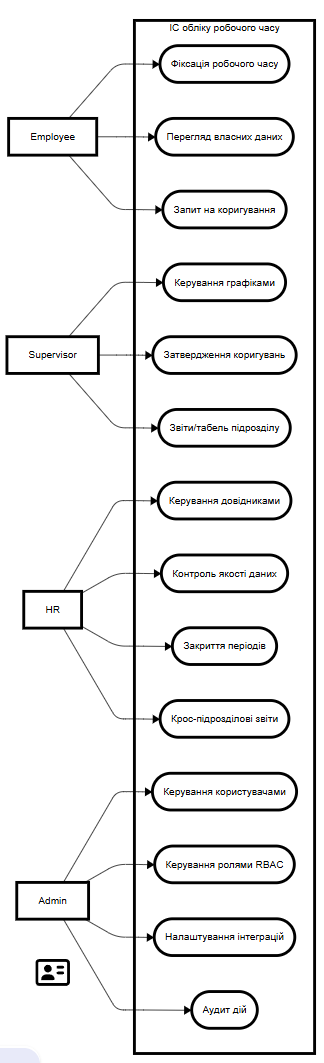 ІС обліку робочого часу
Фіксація робочого часу
Employee
Перегляд власних даних
Запит на коригування
Керування графіками
Supervisor
Затвердження коригувань
Звіти/табель підрозділу
Керування довідниками
Контроль якості даних
HR
Закриття періодів
Крос-підрозділові звіти
Керування користувачами
Керування ролями RBAC
Admin
Налаштування інтеграцій
Аудит дій